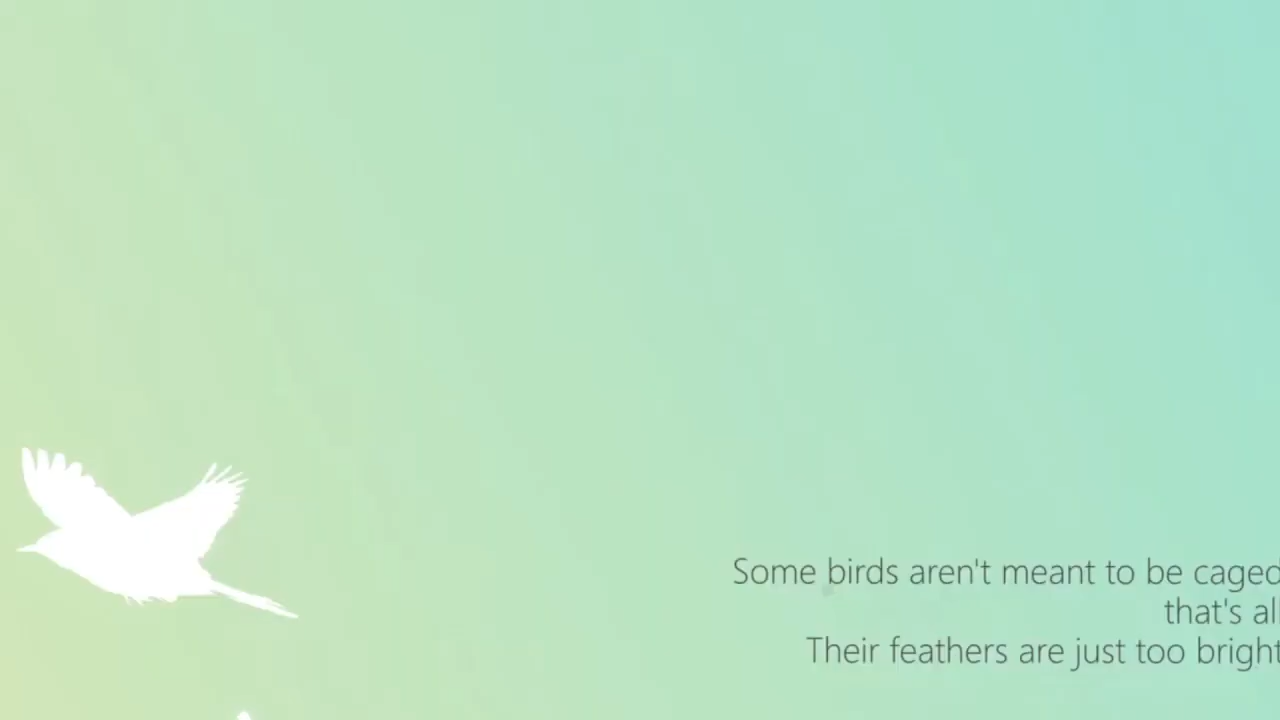 Some birds aren't meant to be caged
that's all
Their feathers are just too bright